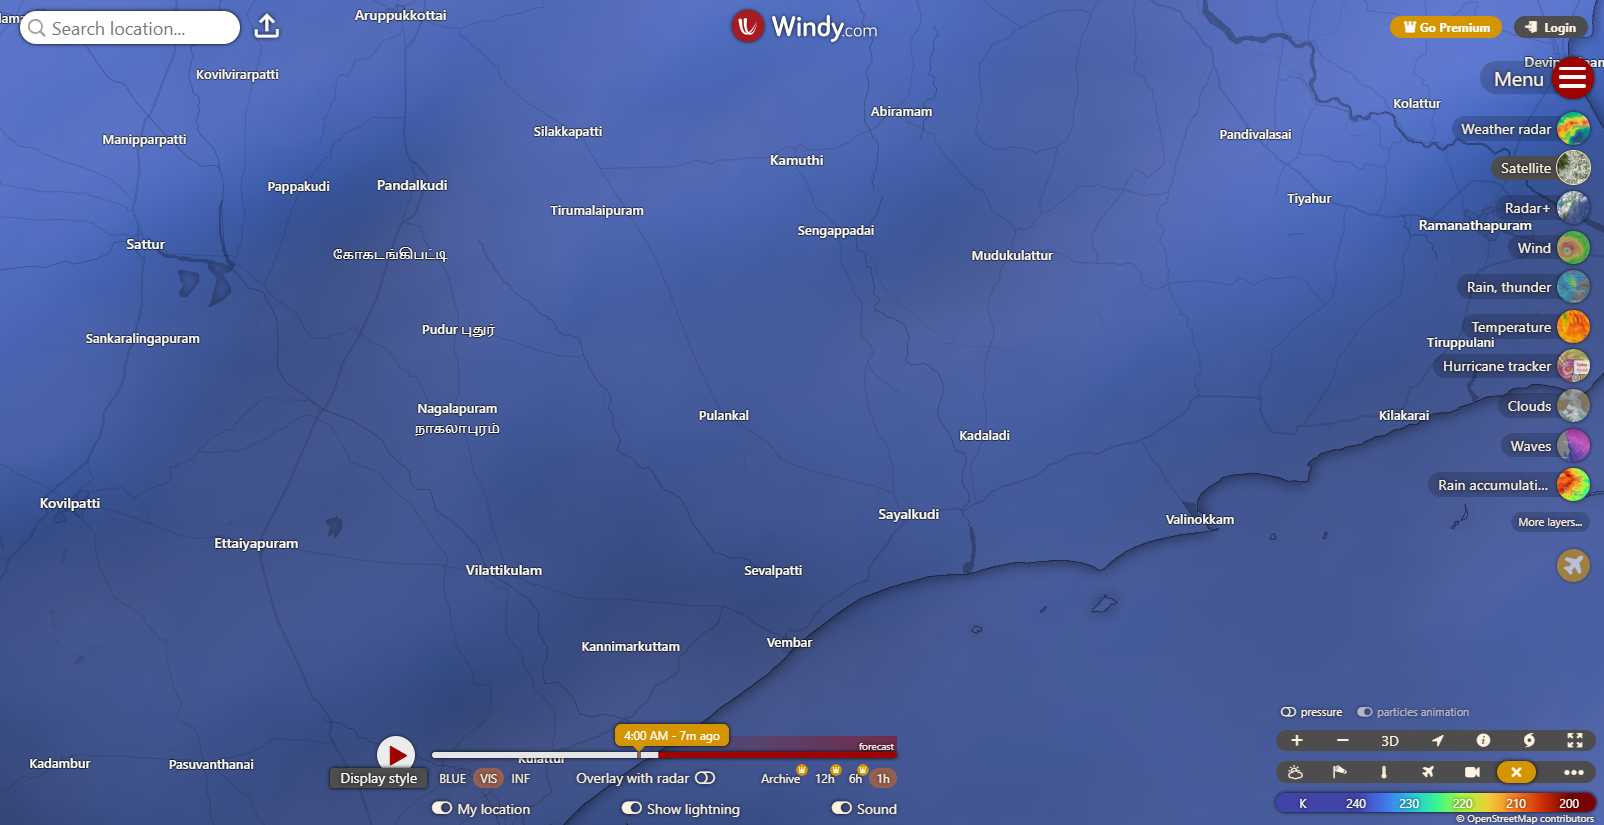 Aruppukkottai
Search location...
Windy.com
Go Premium
Login
Kovilvirarpatti
Menu
Abiramam
Kolattur
Silakkapatti
Weather radar
Pandivalasai
Manipparpatti
Kamuthi
Satellite
Pappakudi
Pandalkudi
Tiyahur
Tirumalaipuram
Radar+
Ramanathapuram
Sengappadai
Sattur
Wind
கோகடங்கிபட்டி
Mudukulattur
Rain, thunder
Temperature
Pudur புதுர்
Sankaralingapuram
Tiruppulani
Hurricane tracker
Clouds
Nagalapuram
நாகலாபுரம்
Pulankal
Kilakarai
Kadaladi
Waves
Rain accumulati...
Kovilpatti
Sayalkudi
Valinokkam
More layers...
Ettaiyapuram
Vilattikulam
Sevalpatti
Kannimarkuttam
Vembar
pressure
particles animation
4:00 AM - 7m ago
3D
forecast
Kadambur
Pasuvanthanai
Kulattur
Display style
BLUE VIS INF
Overlay with radar
Archive 12h 6h 1h
My location
Show lightning
Sound
K 240 230 220 210 200
© OpenStreetMap contributors